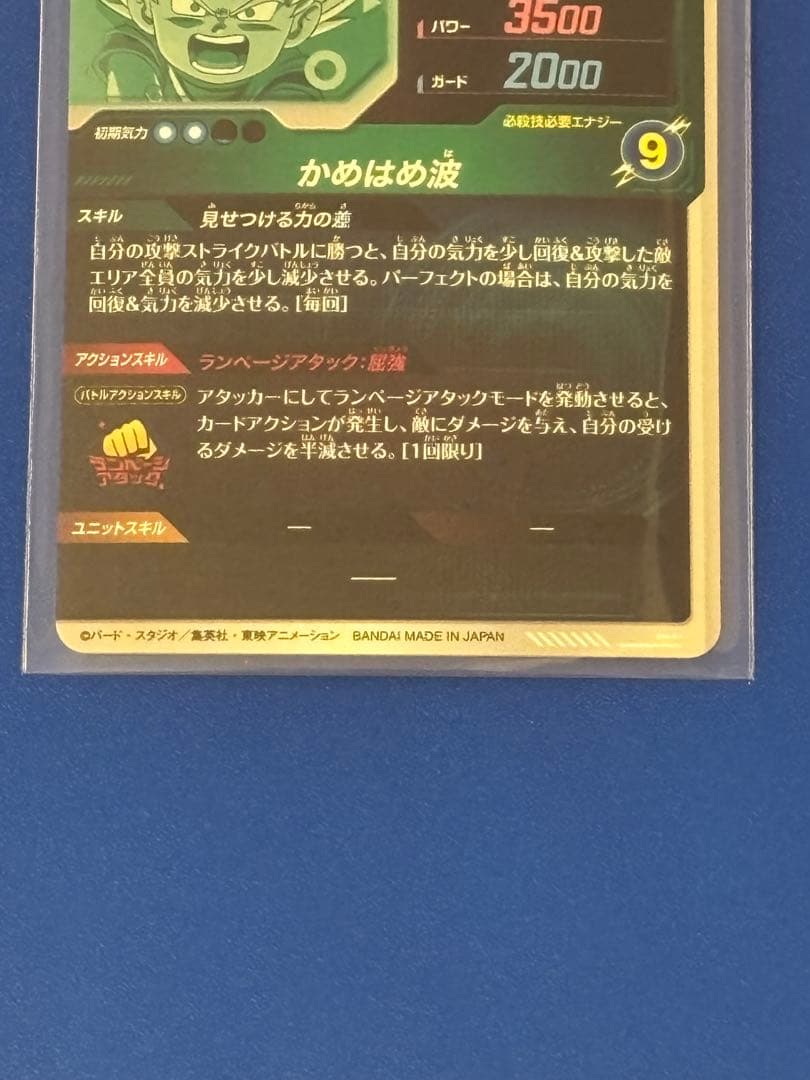 パワー 3500
ガード 2000
初期気力
必殺技必要エナジー
9
かめはめ波
スキル 見せつける力の差
自分の攻撃ストライクバトルに勝つと、自分の気力を少し回復&攻撃した敵
エリア全員の気力を少し減少させる。パーフェクトの場合は、自分の気力を
回復&気力を減少させる。[毎回]
アクションスキル ランページアタック:屈強
バトルアクションスキル アタッカーにしてランページアタックモードを発動させると、
カードアクションが発生し、敵にダメージを与え、自分の受け
るダメージを半減させる。[1回限り]
ランページ
アタック
ユニットスキル — —
—
©バード・スタジオ/集英社・東映アニメーション BANDAI MADE IN JAPAN